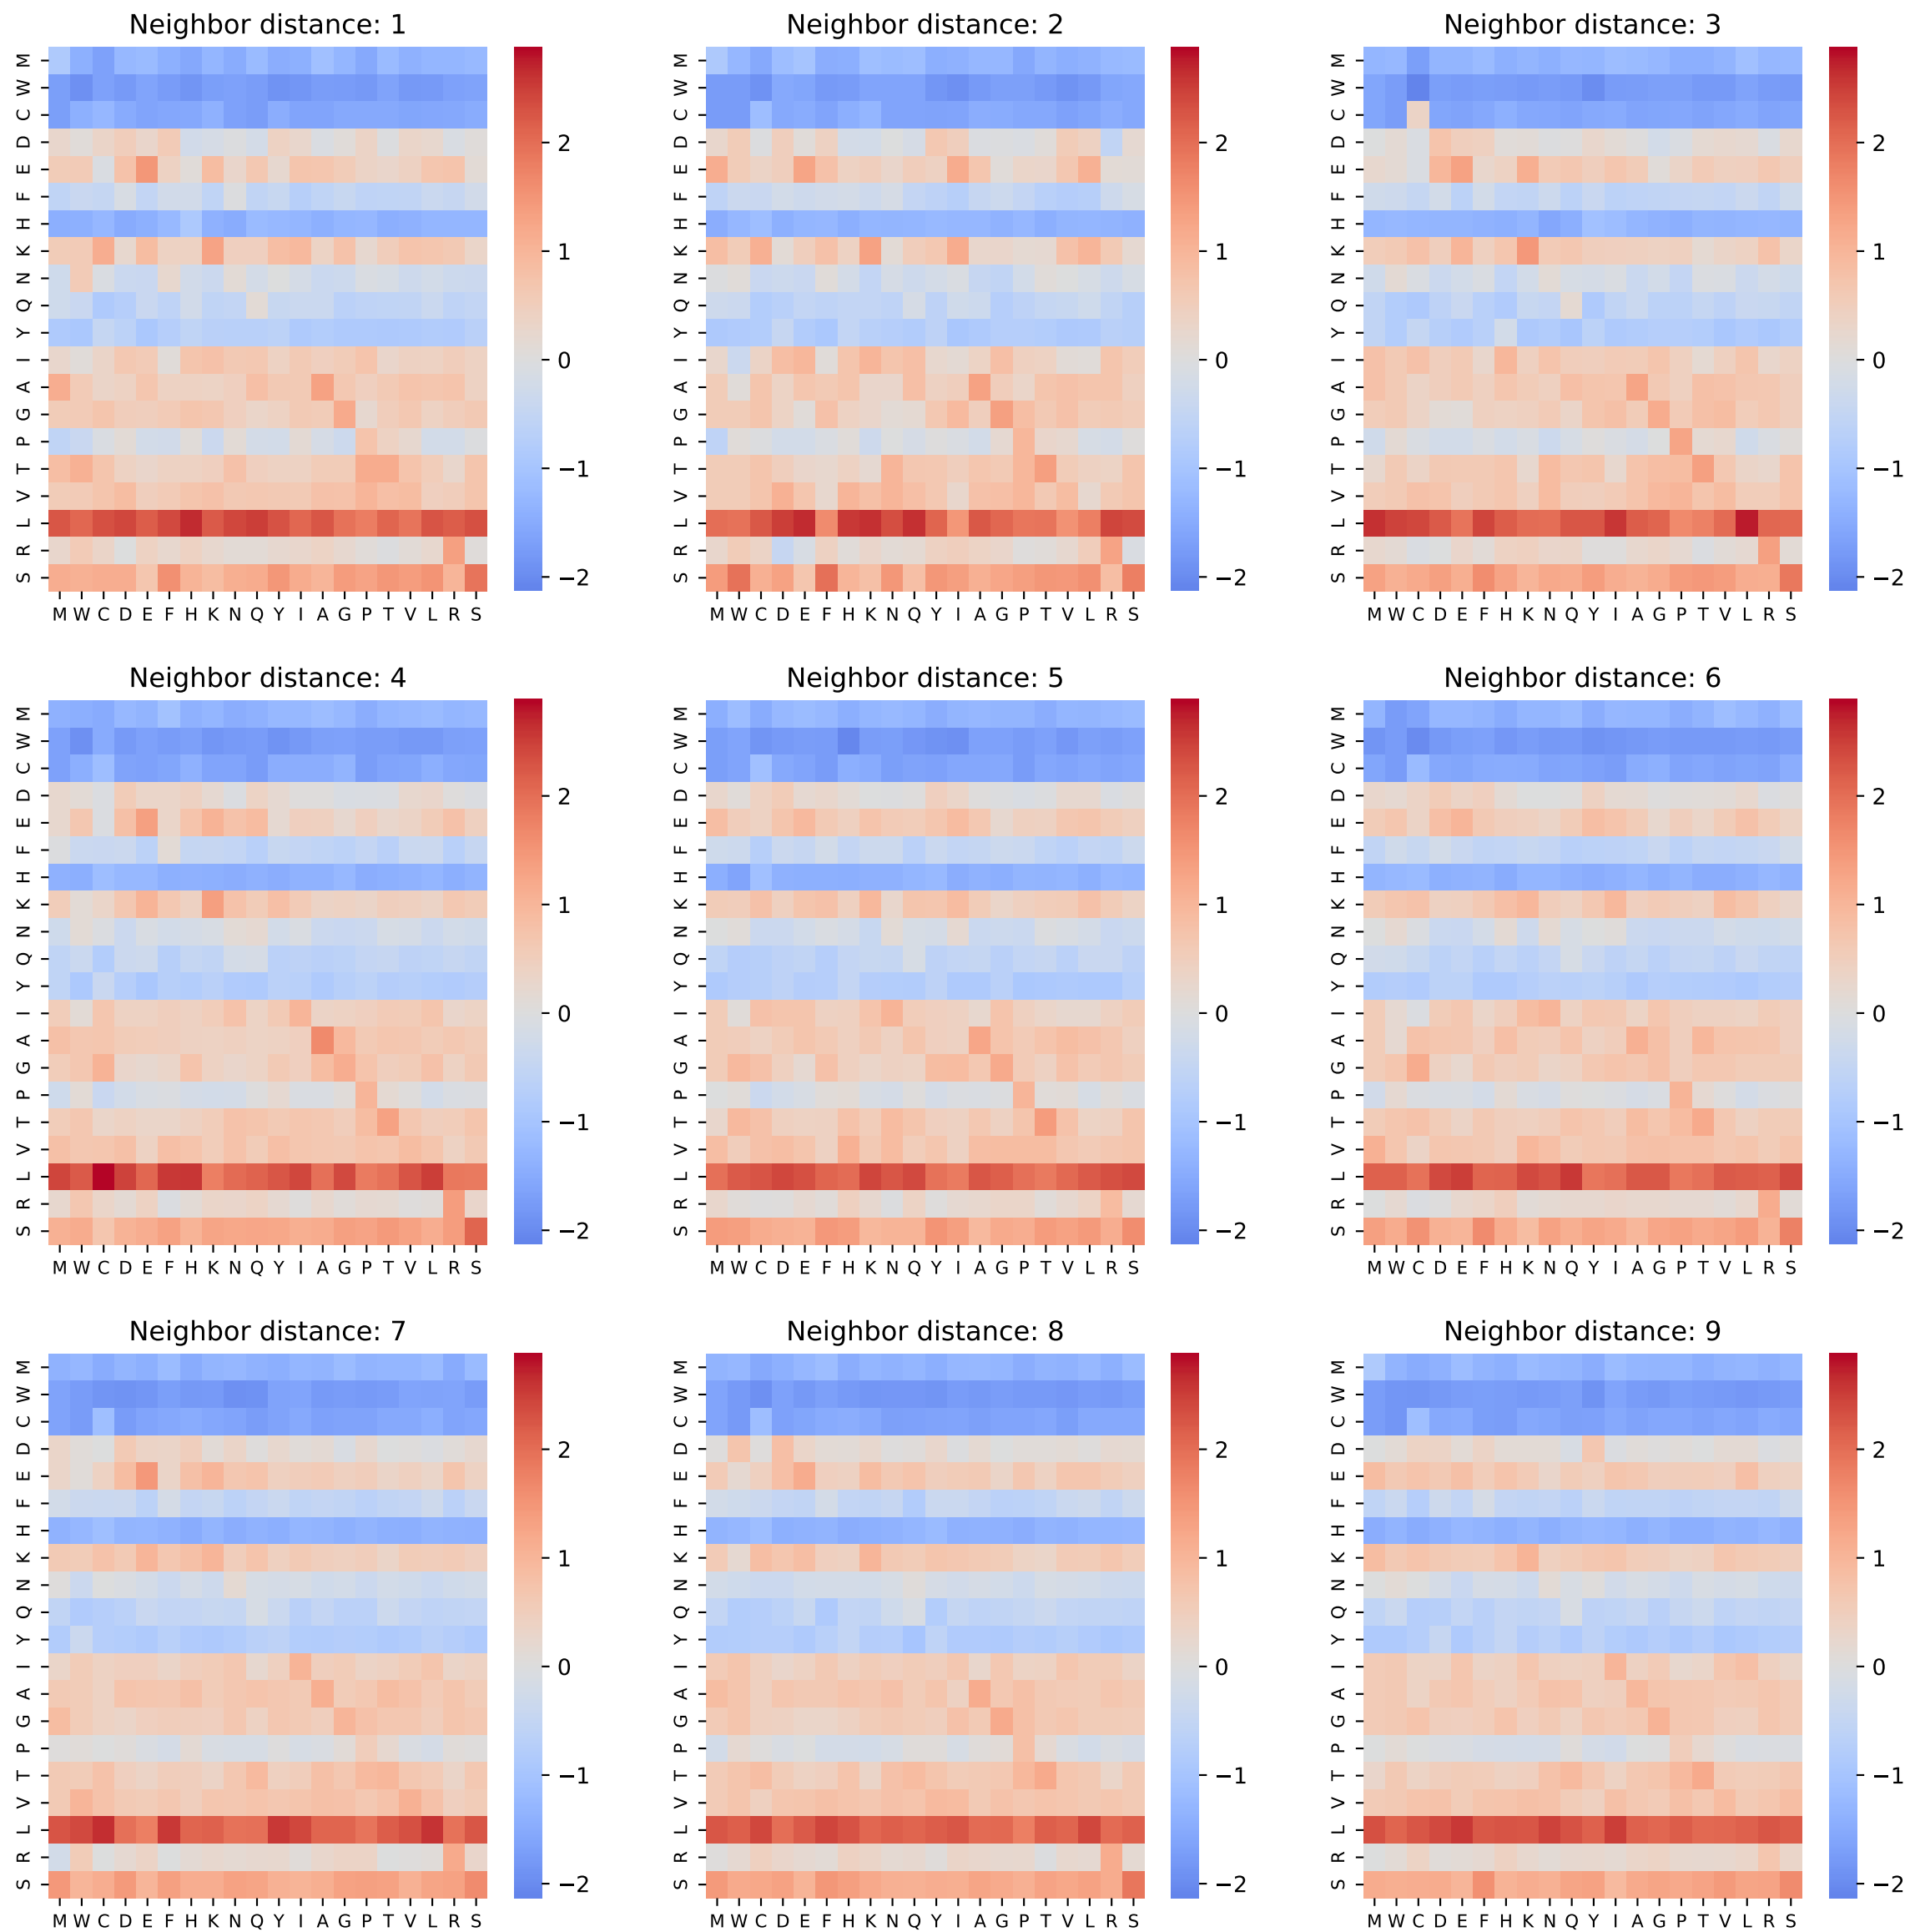 Neighbor distance: 1
M
W
C
D
E
F
H
K
N
Q
Y
I
A
G
P
T
V
L
R
S
M W C D E F H K N Q Y I A G P T V L R S
2
1
0
−1
−2
Neighbor distance: 2
M
W
C
D
E
F
H
K
N
Q
Y
I
A
G
P
T
V
L
R
S
M W C D E F H K N Q Y I A G P T V L R S
2
1
0
−1
−2
Neighbor distance: 3
M
W
C
D
E
F
H
K
N
Q
Y
I
A
G
P
T
V
L
R
S
M W C D E F H K N Q Y I A G P T V L R S
2
1
0
−1
−2
Neighbor distance: 4
M
W
C
D
E
F
H
K
N
Q
Y
I
A
G
P
T
V
L
R
S
M W C D E F H K N Q Y I A G P T V L R S
2
1
0
−1
−2
Neighbor distance: 5
M
W
C
D
E
F
H
K
N
Q
Y
I
A
G
P
T
V
L
R
S
M W C D E F H K N Q Y I A G P T V L R S
2
1
0
−1
−2
Neighbor distance: 6
M
W
C
D
E
F
H
K
N
Q
Y
I
A
G
P
T
V
L
R
S
M W C D E F H K N Q Y I A G P T V L R S
2
1
0
−1
−2
Neighbor distance: 7
M
W
C
D
E
F
H
K
N
Q
Y
I
A
G
P
T
V
L
R
S
M W C D E F H K N Q Y I A G P T V L R S
2
1
0
−1
−2
Neighbor distance: 8
M
W
C
D
E
F
H
K
N
Q
Y
I
A
G
P
T
V
L
R
S
M W C D E F H K N Q Y I A G P T V L R S
2
1
0
−1
−2
Neighbor distance: 9
M
W
C
D
E
F
H
K
N
Q
Y
I
A
G
P
T
V
L
R
S
M W C D E F H K N Q Y I A G P T V L R S
2
1
0
−1
−2